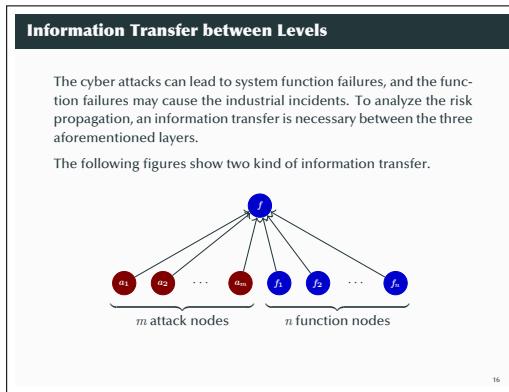 Information Transfer between Levels
The cyber attacks can lead to system function failures, and the func-
tion failures may cause the industrial incidents. To analyze the risk
propagation, an information transfer is necessary between the three
aforementioned layers.
The following figures show two kind of information transfer.
f
a₁ a₂ ··· aₘ f₁ f₂ ··· fₙ
m attack nodes n function nodes
16